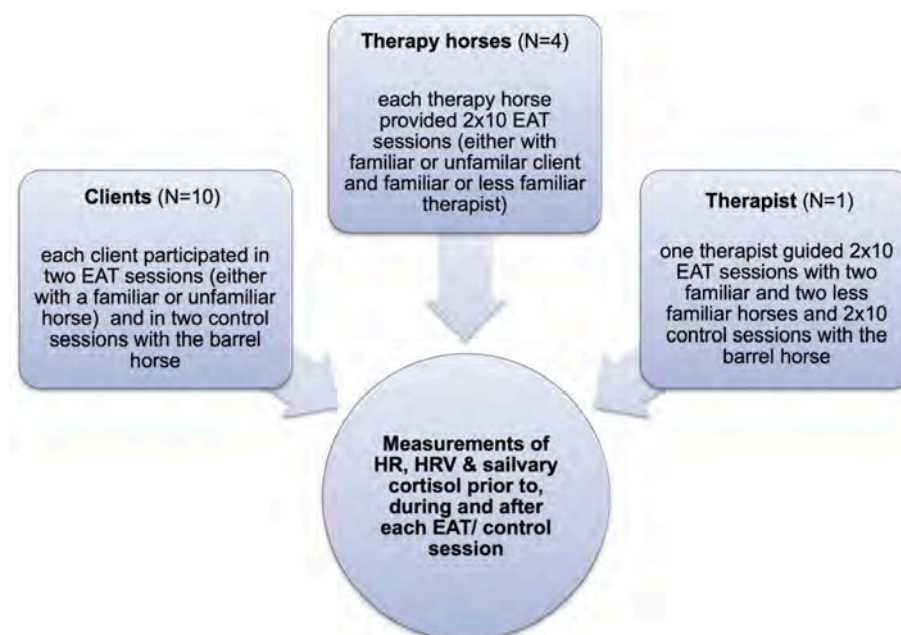 Therapy horses (N=4)
each therapy horse
provided 2x10 EAT
sessions (either with
familiar or unfamilar client
and familiar or less familiar
therapist)
Clients (N=10)
each client participated in
two EAT sessions (either
with a familiar or unfamiliar
horse) and in two control
sessions with the barrel
horse
Therapist (N=1)
one therapist guided 2x10
EAT sessions with two
familiar and two less
familiar horses and 2x10
control sessions with the
barrel horse
Measurements of
HR, HRV & sailvary
cortisol prior to,
during and after
each EAT/ control
session